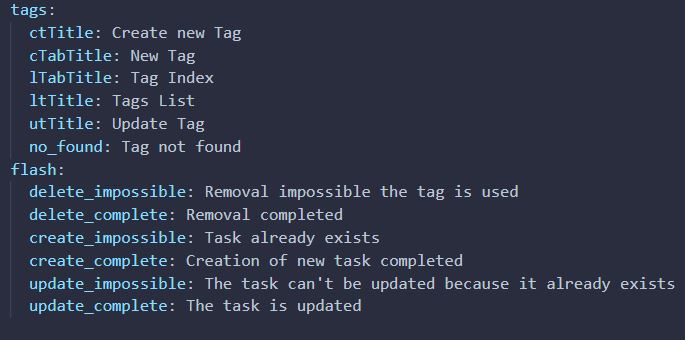 tags:
  ctTitle: Create new Tag
  cTabTitle: New Tag
  lTabTitle: Tag Index
  ltTitle: Tags List
  utTitle: Update Tag
  no_found: Tag not found
flash:
  delete_impossible: Removal impossible the tag is used
  delete_complete: Removal completed
  create_impossible: Task already exists
  create_complete: Creation of new task completed
  update_impossible: The task can't be updated because it already exists
  update_complete: The task is updated